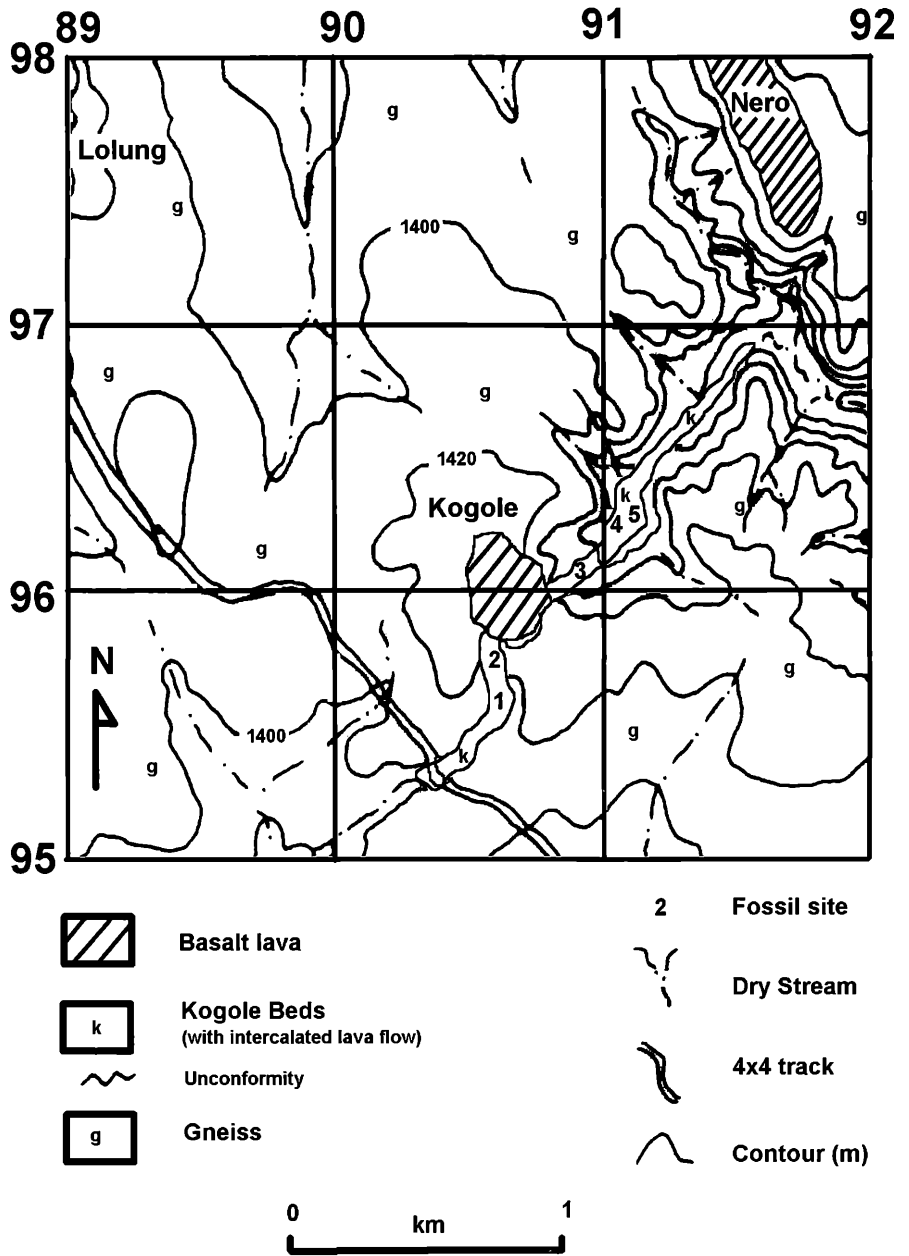 89 90 91 92
98
Nero
g
Lolung
g
g
1400
g
97
g
g
k
1420
Kogole
k
g
4 5
g
3
96
N
2
g
1
1400
g
k
g
95
2 Fossil site
Basalt lava
Dry Stream
Kogole Beds
k
(with intercalated lava flow)
4x4 track
Unconformity
g Gneiss
Contour (m)
0 km 1